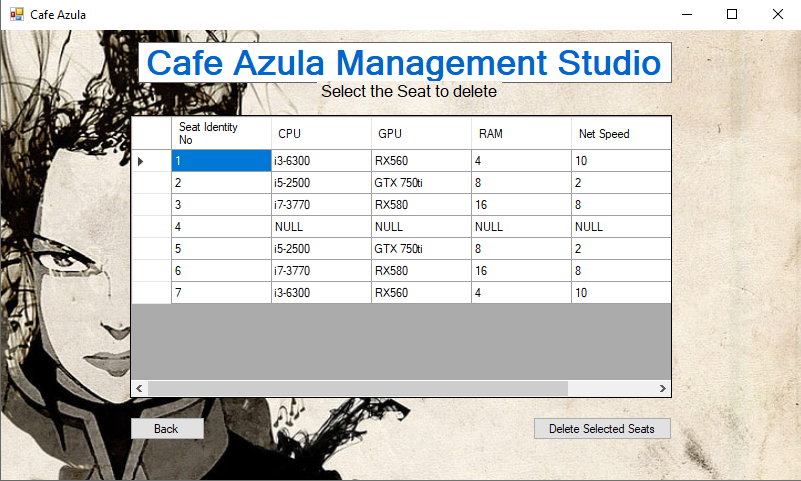 Cafe Azula
Cafe Azula Management Studio
Select the Seat to delete
Seat Identity No CPU GPU RAM Net Speed
1 i3-6300 RX560 4 10
2 i5-2500 GTX 750ti 8 2
3 i7-3770 RX580 16 8
4 NULL NULL NULL NULL
5 i5-2500 GTX 750ti 8 2
6 i7-3770 RX580 16 8
7 i3-6300 RX560 4 10
Back Delete Selected Seats